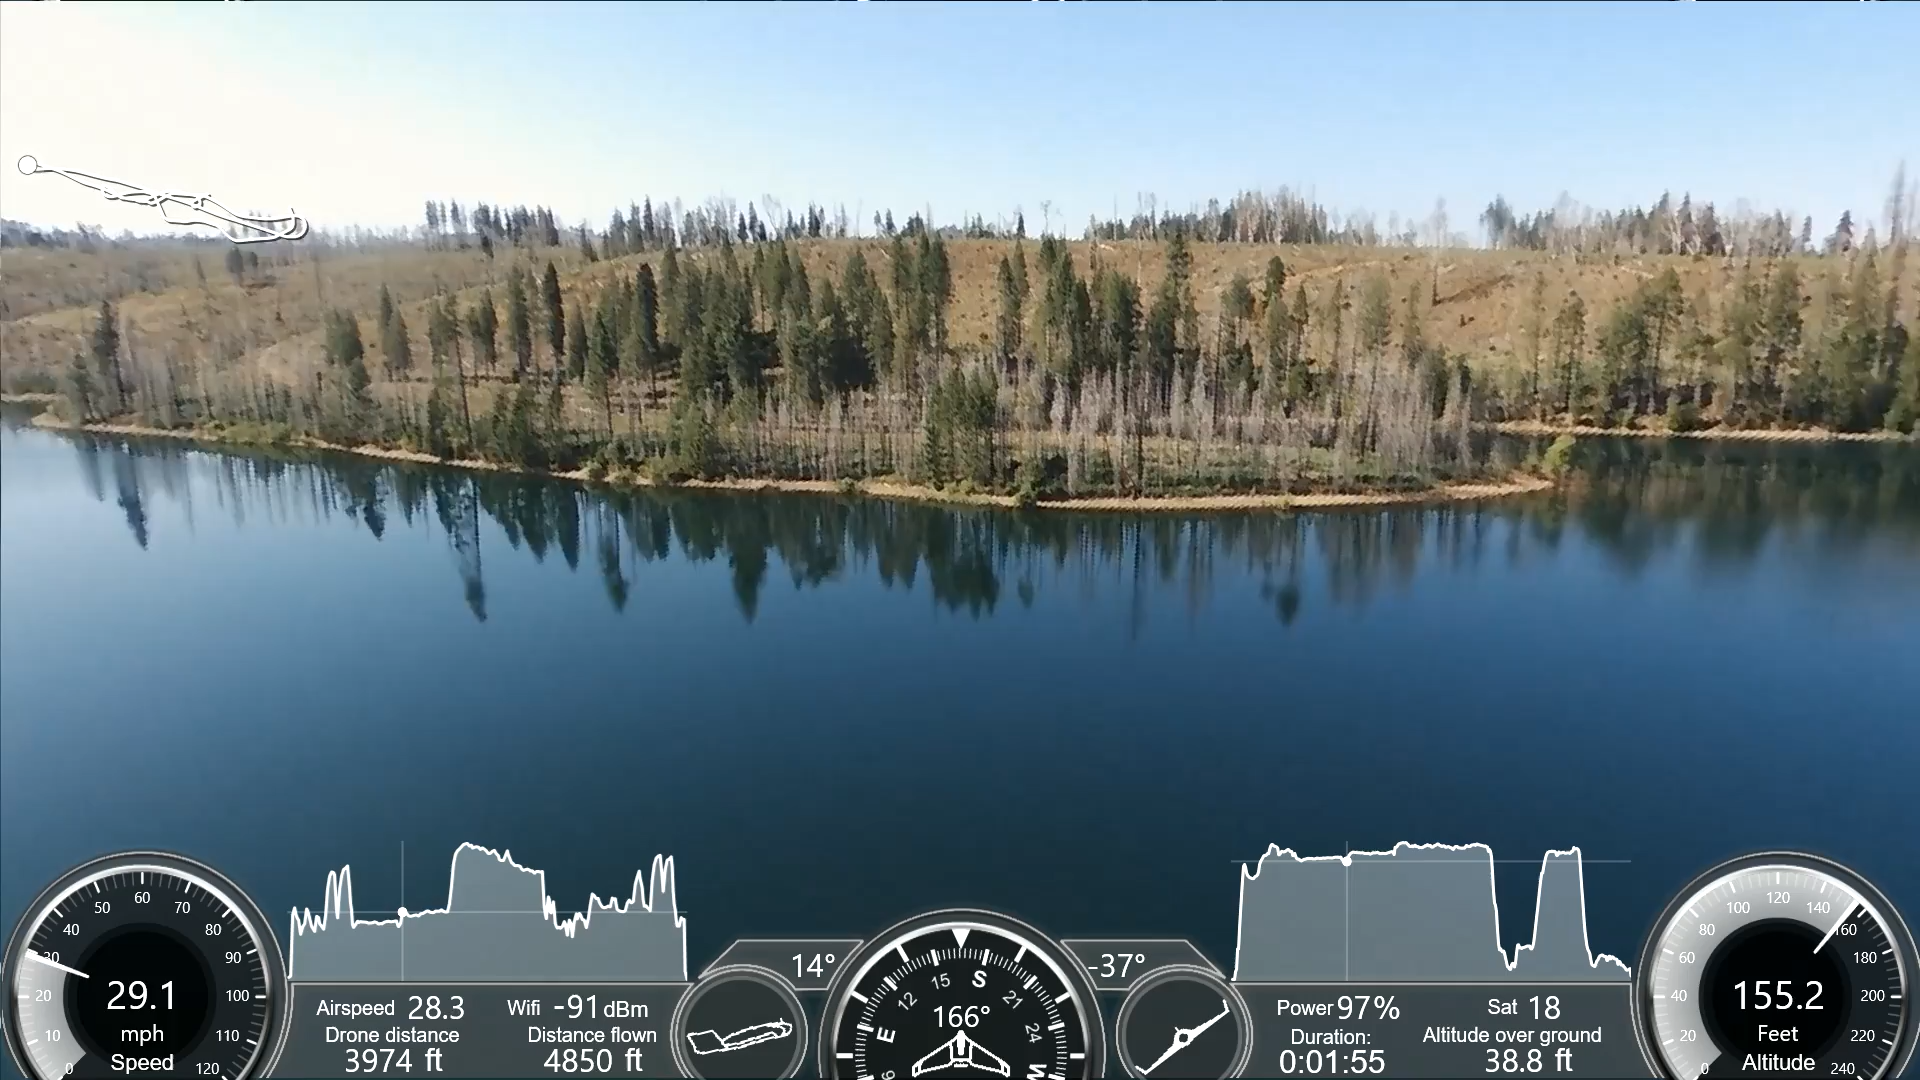 60
50 70
40 80
30 90
20 100
10 110
0 120
29.1
mph
Speed
Airspeed 28.3 Wifi -91 dBm
Drone distance Distance flown
3974 ft 4850 ft
14° -37°
E 12 15 S 21 24 W
166°
Power 97% Sat 18
Duration: Altitude over ground
0:01:55 38.8 ft
120
100 140
80 160
60 180
40 200
20 220
0 240
155.2
Feet
Altitude